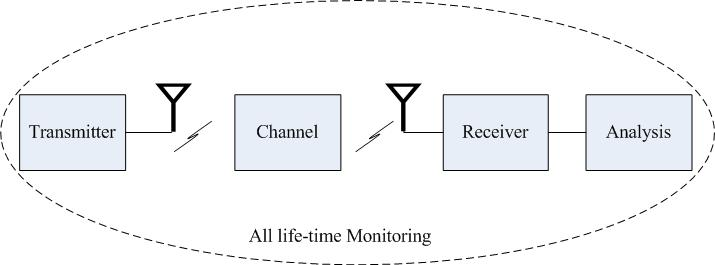 Transmitter
Channel
Receiver
Analysis
All life-time Monitoring